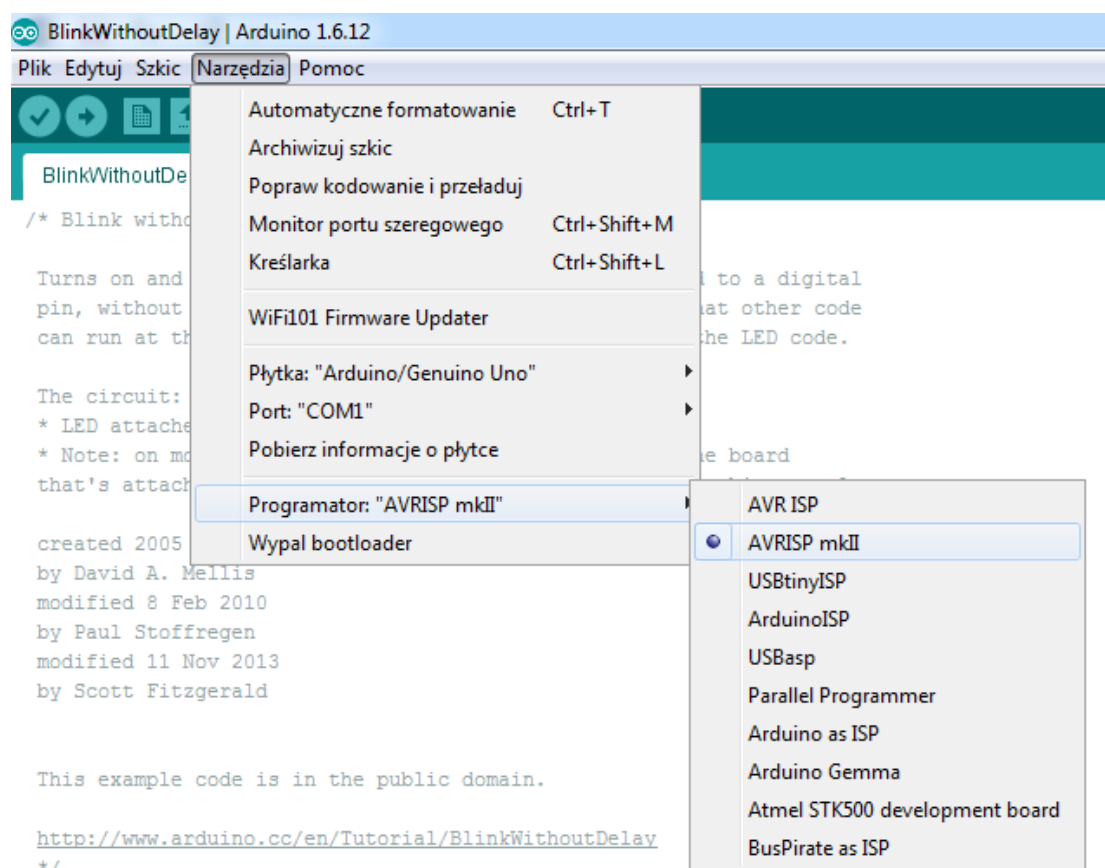 BlinkWithoutDelay | Arduino 1.6.12
Plik Edytuj Szkic Narzędzia Pomoc
Automatyczne formatowanie Ctrl+T
Archiwizuj szkic
BlinkWithoutDe
Popraw kodowanie i przeładuj
/* Blink witho
Monitor portu szeregowego Ctrl+Shift+M
Kreślarka Ctrl+Shift+L
Turns on and to a digital
pin, without at other code
WiFi101 Firmware Updater
can run at th he LED code.
Płytka: "Arduino/Genuino Uno"
The circuit:
Port: "COM1"
* LED attache
Pobierz informacje o płytce
* Note: on mo e board
that's attach
Programator: "AVRISP mkII"
Wypal bootloader
AVR ISP
AVRISP mkII
USBtinyISP
ArduinoISP
USBasp
Parallel Programmer
Arduino as ISP
Arduino Gemma
Atmel STK500 development board
BusPirate as ISP
created 2005
by David A. Mellis
modified 8 Feb 2010
by Paul Stoffregen
modified 11 Nov 2013
by Scott Fitzgerald
This example code is in the public domain.
http://www.arduino.cc/en/Tutorial/BlinkWithoutDelay
*/